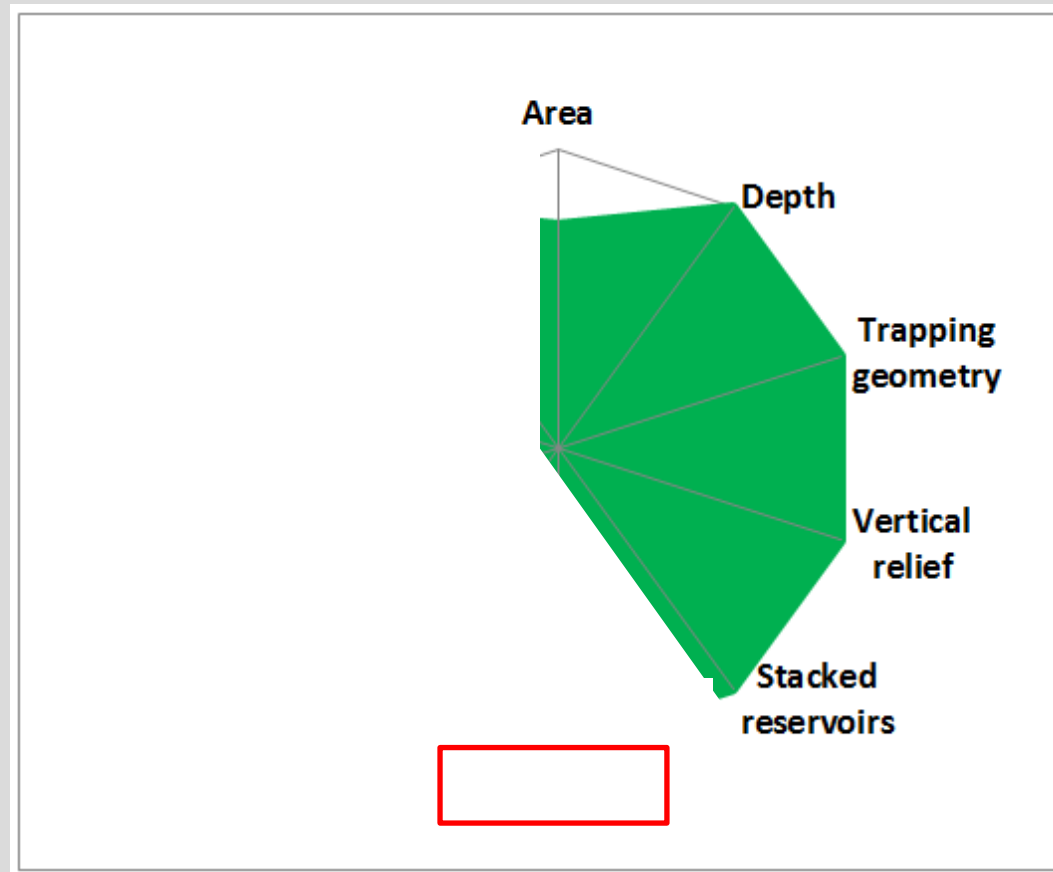 Area
Depth
Trapping
geometry
Vertical
relief
Stacked
reservoirs